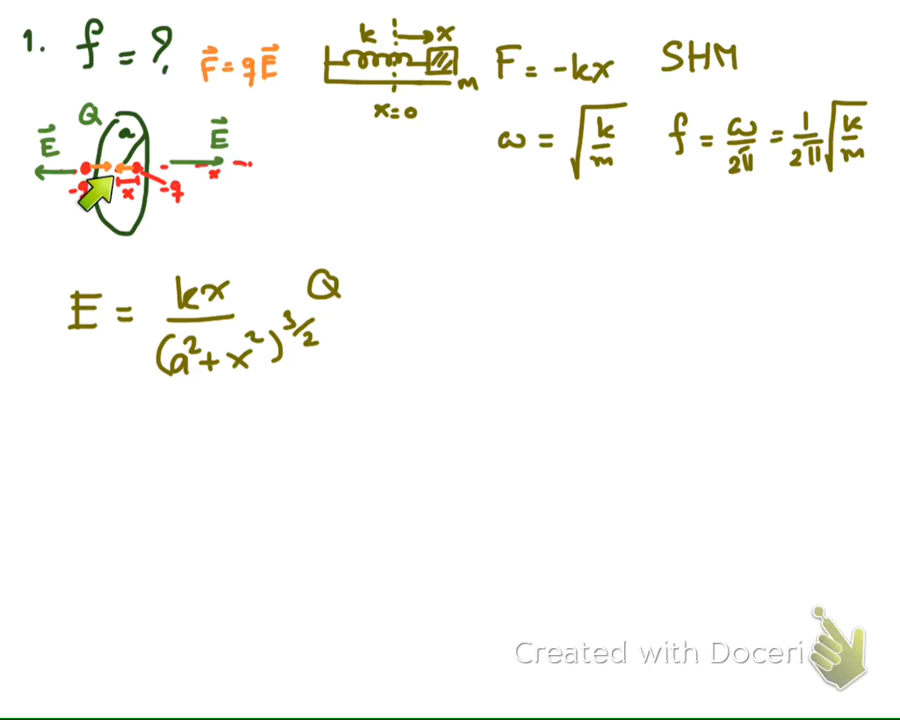 1. f = ?
F⃗ = qE⃗
k x
m
x=0
F = -kx SHM
ω = √(k/m) f = ω/2π = 1/2π √(k/m)
Q
a
E⃗ E⃗
-q x -q x
E = kx/(a²+x²)^3/2 Q
Created with Doceri